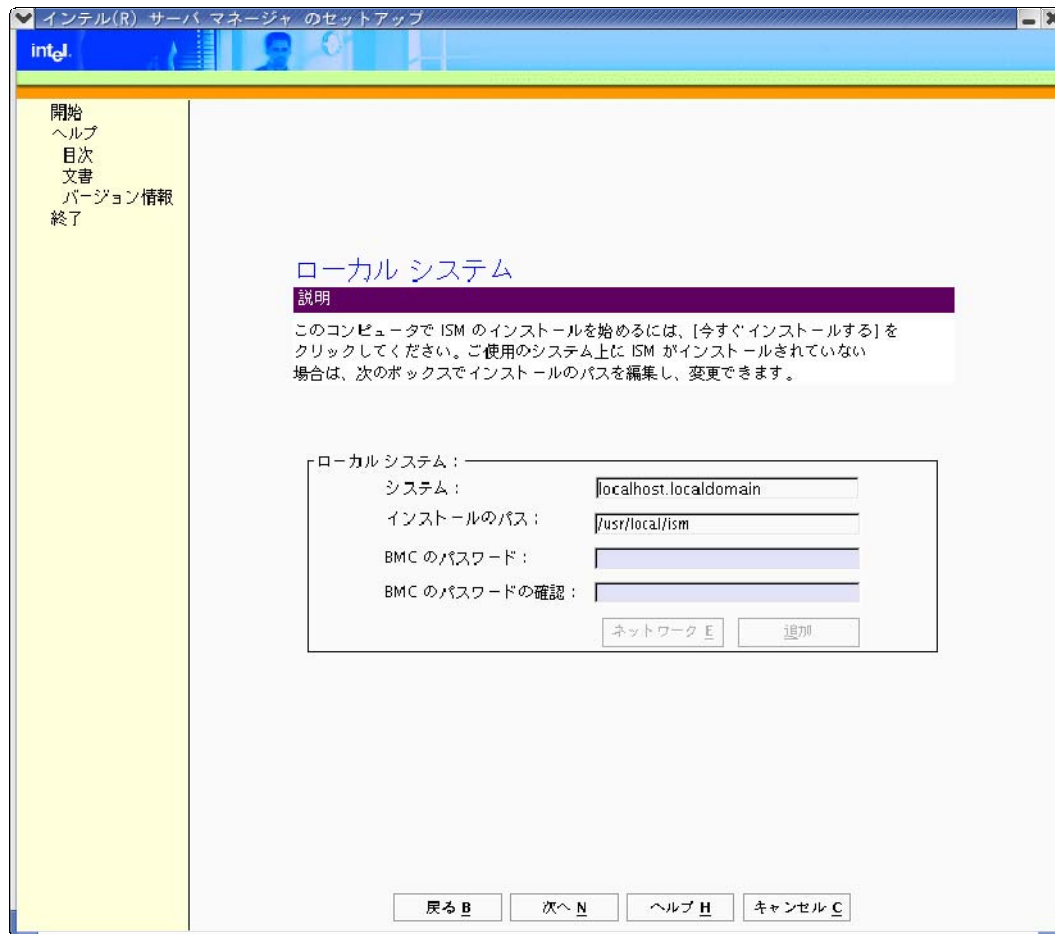 インテル(R) サーバ マネージャ のセットアップ
intel.
開始
ヘルプ
目次
文書
バージョン情報
終了
ローカル システム
説明
このコンピュータで ISM のインストールを始めるには、[今すぐインストールする] を
クリックしてください。ご使用のシステム上に ISM がインストールされていない
場合は、次のボックスでインストールのパスを編集し、変更できます。
ローカル システム :
システム : localhost.localdomain
インストールのパス : /usr/local/ism
BMC のパスワード :
BMC のパスワードの確認 :
ネットワーク E 追加
戻る B 次へ N ヘルプ H キャンセル C